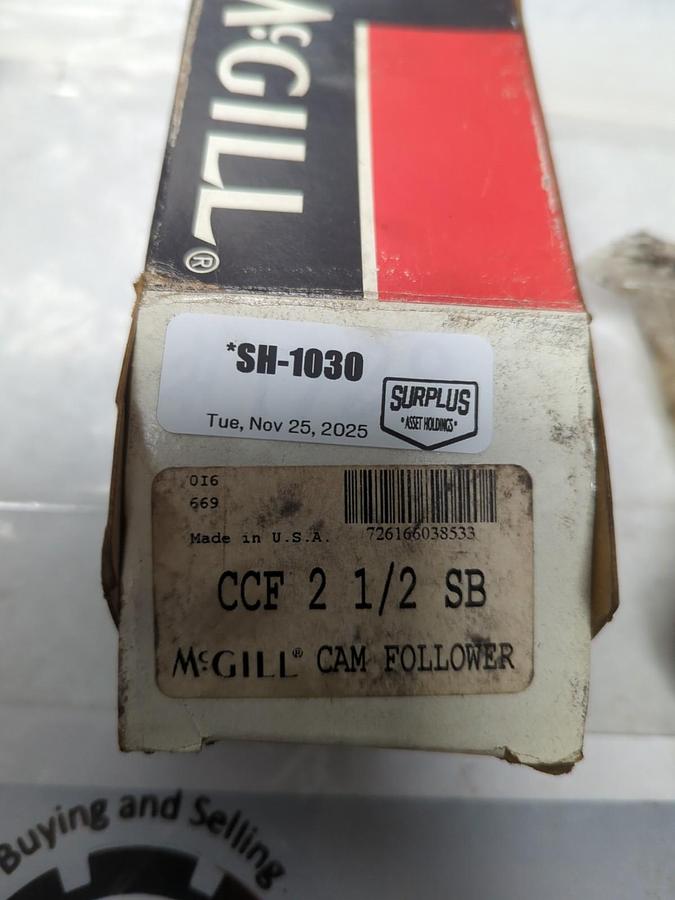 McGILL®
*SH-1030
SURPLUS
• ASSET HOLDINGS •
Tue, Nov 25, 2025
OI6
669
Made in U.S.A.
726166038533
CCF 2 1/2 SB
McGILL® CAM FOLLOWER
Buying and Selling